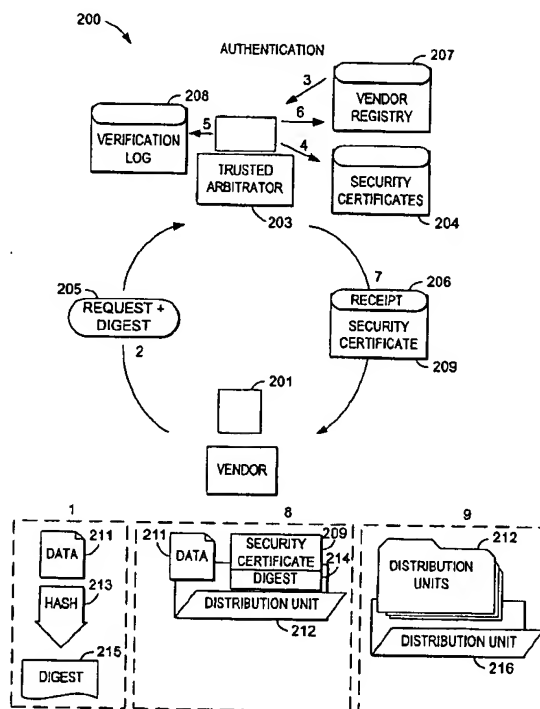 200
AUTHENTICATION
207
3
VENDOR
REGISTRY
208
VERIFICATION
LOG
5
6
4
TRUSTED
ARBITRATOR
203
SECURITY
CERTIFICATES
204
205
REQUEST +
DIGEST
2
7
206
RECEIPT
SECURITY
CERTIFICATE
209
201
VENDOR
1
DATA
211
HASH
213
215
DIGEST
8
211
DATA
209
SECURITY
CERTIFICATE
214
DIGEST
DISTRIBUTION UNIT
212
9
212
DISTRIBUTION
UNITS
DISTRIBUTION UNIT
216